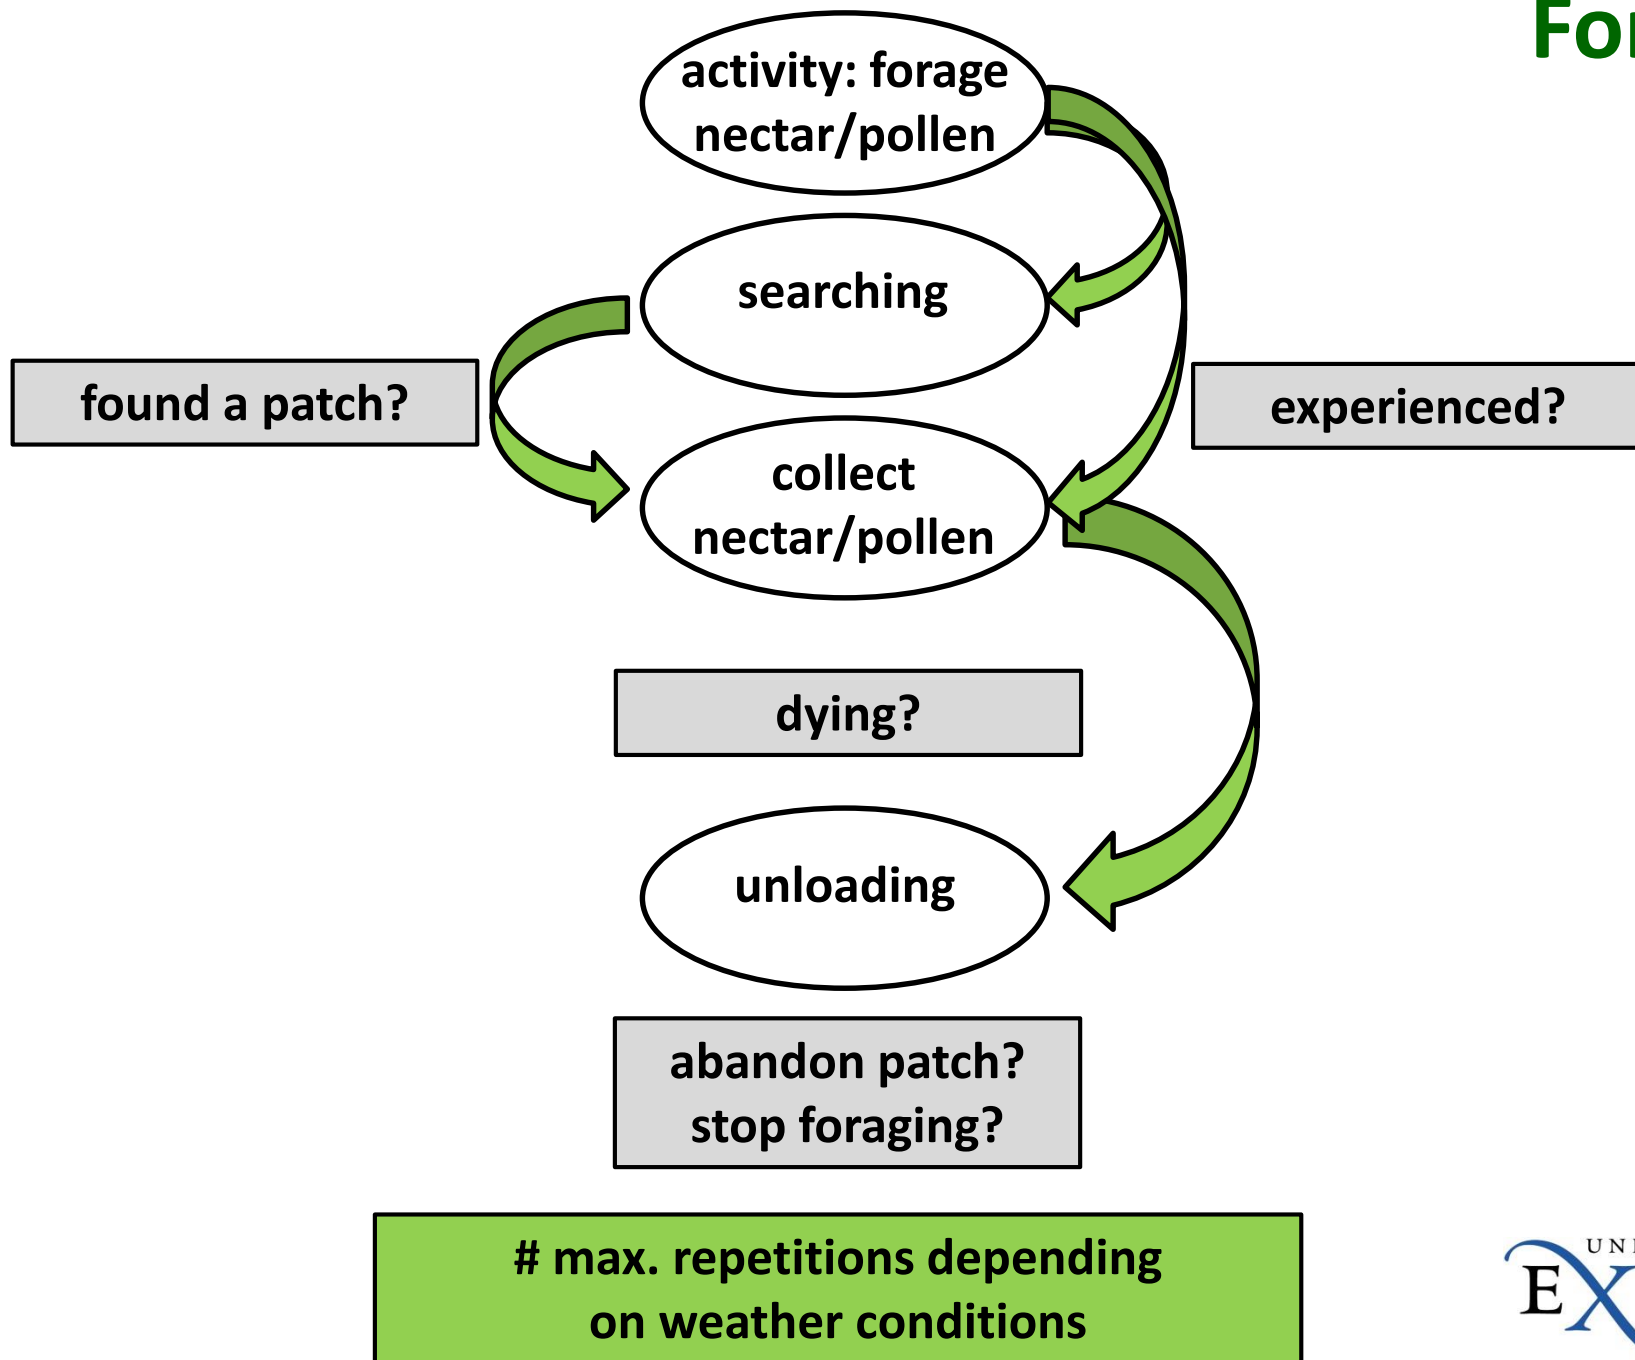 activity: forage
nectar/pollen
searching
found a patch?
experienced?
collect
nectar/pollen
dying?
unloading
abandon patch?
stop foraging?
# max. repetitions depending
on weather conditions